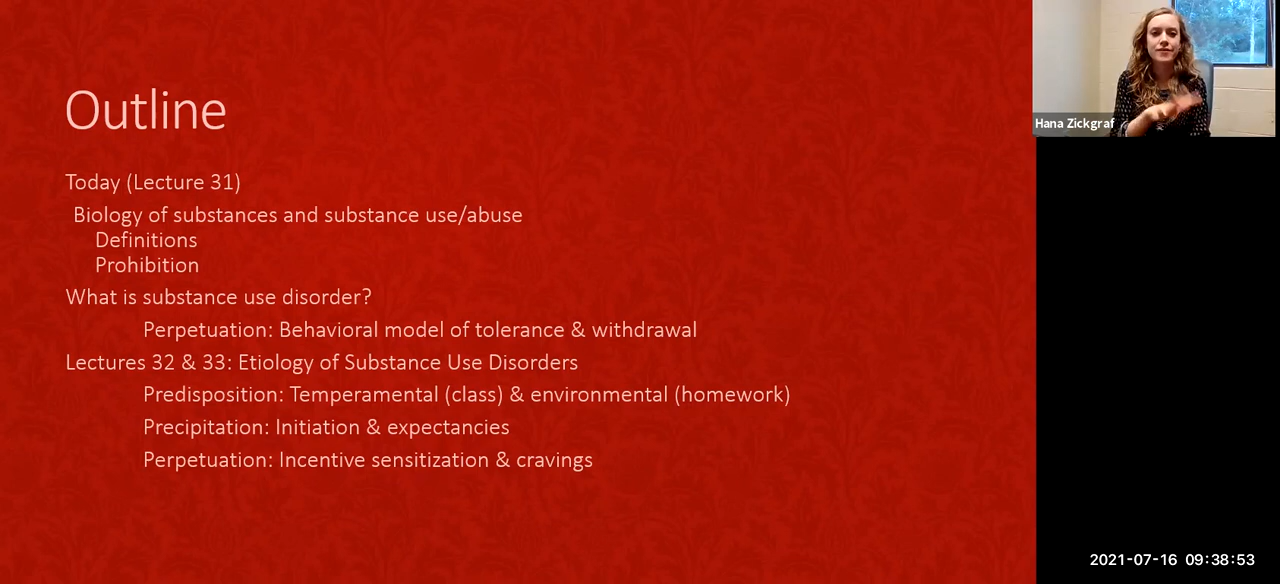 Outline
Today (Lecture 31)
Biology of substances and substance use/abuse
Definitions
Prohibition
What is substance use disorder?
Perpetuation: Behavioral model of tolerance & withdrawal
Lectures 32 & 33: Etiology of Substance Use Disorders
Predisposition: Temperamental (class) & environmental (homework)
Precipitation: Initiation & expectancies
Perpetuation: Incentive sensitization & cravings
Hana Zickgraf
2021-07-16 09:38:53